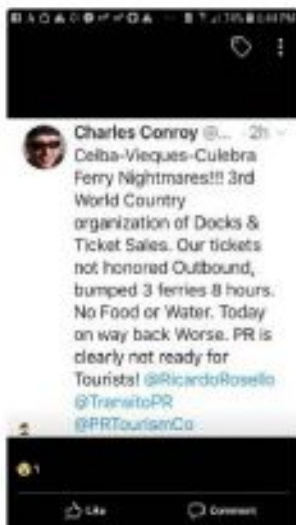 Charles Conroy @... · 2h
Ceiba-Vieques-Culebra
Ferry Nightmares!!! 3rd
World Country
organization of Docks &
Ticket Sales. Our tickets
not honored Outbound,
bumped 3 ferries 8 hours.
No Food or Water. Today
on way back Worse. PR is
clearly not ready for
Tourists! @RicardoRosello
@TransitoPR
@PRTourismCo
1
Like Comment